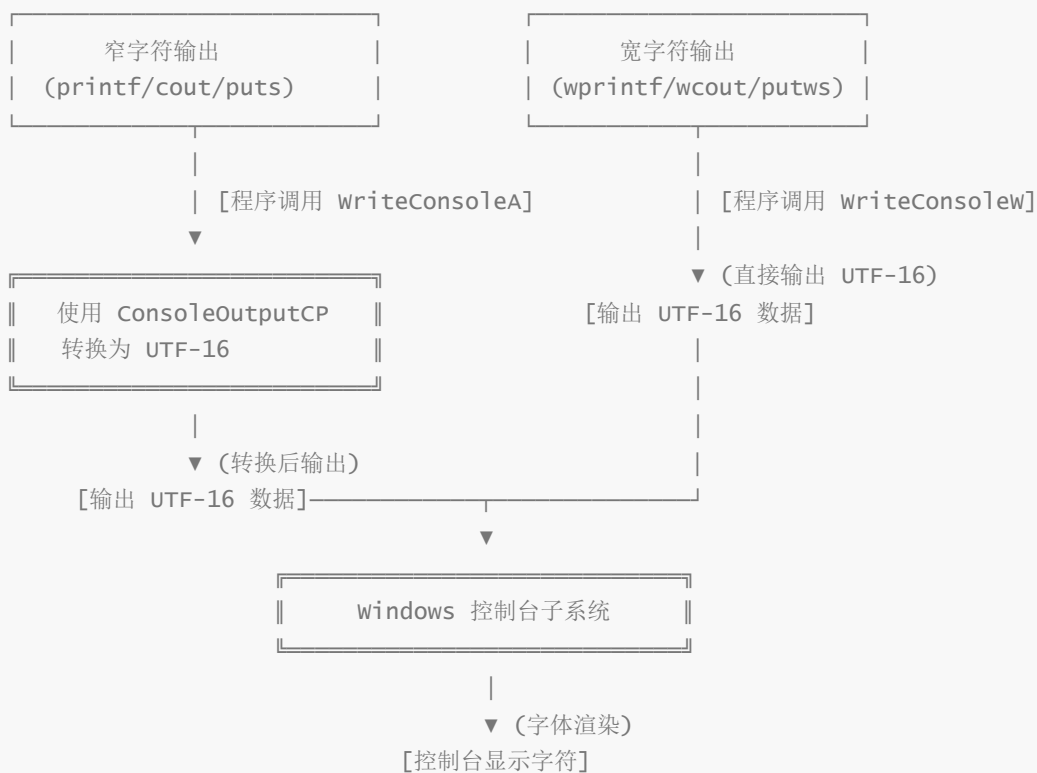 窄字符输出 宽字符输出
(printf/cout/puts) (wprintf/wcout/putws)
[程序调用 WriteConsoleA] [程序调用 WriteConsoleW]
(直接输出 UTF-16)
使用 ConsoleOutputCP [输出 UTF-16 数据]
转换为 UTF-16
(转换后输出)
[输出 UTF-16 数据]
Windows 控制台子系统
(字体渲染)
[控制台显示字符]